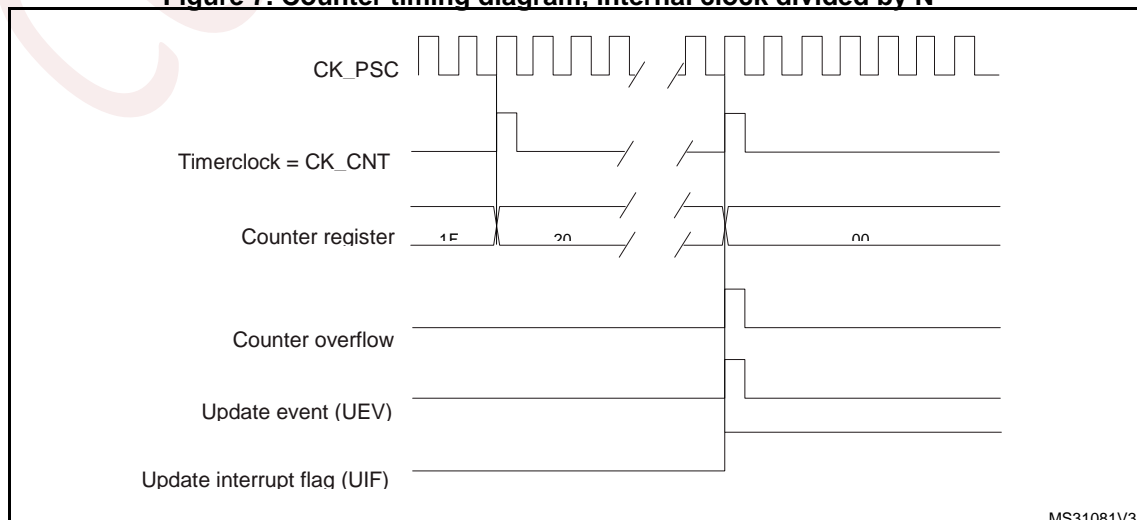 Figure 7. Counter timing diagram, internal clock divided by N
CK_PSC
Timerclock = CK_CNT
Counter register
1F
20
00
Counter overflow
Update event (UEV)
Update interrupt flag (UIF)
MS31081V3